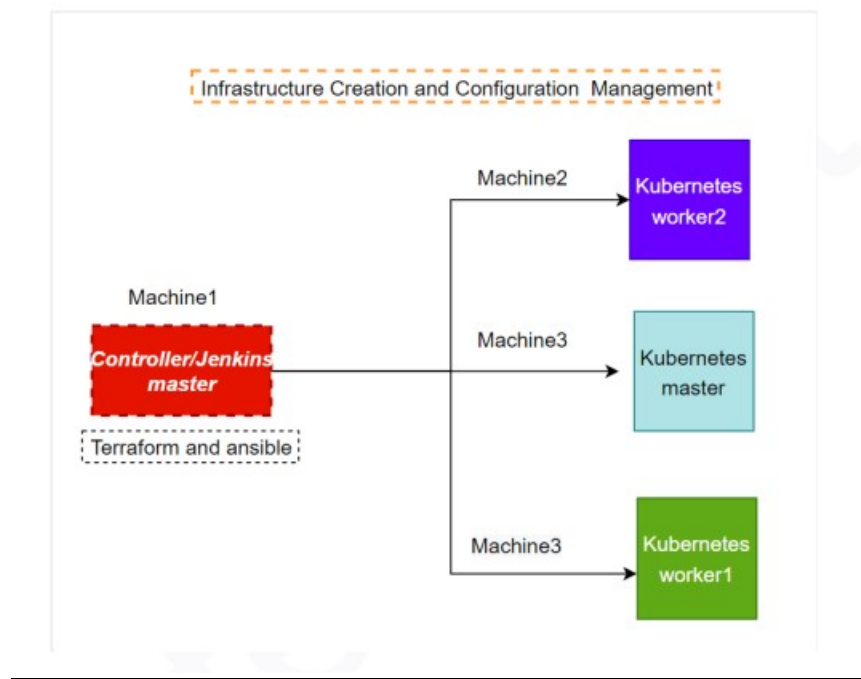 Infrastructure Creation and Configuration Management
Machine2
Kubernetes
worker2
Machine1
Controller/Jenkins
master
Terraform and ansible
Machine3
Kubernetes
master
Machine3
Kubernetes
worker1